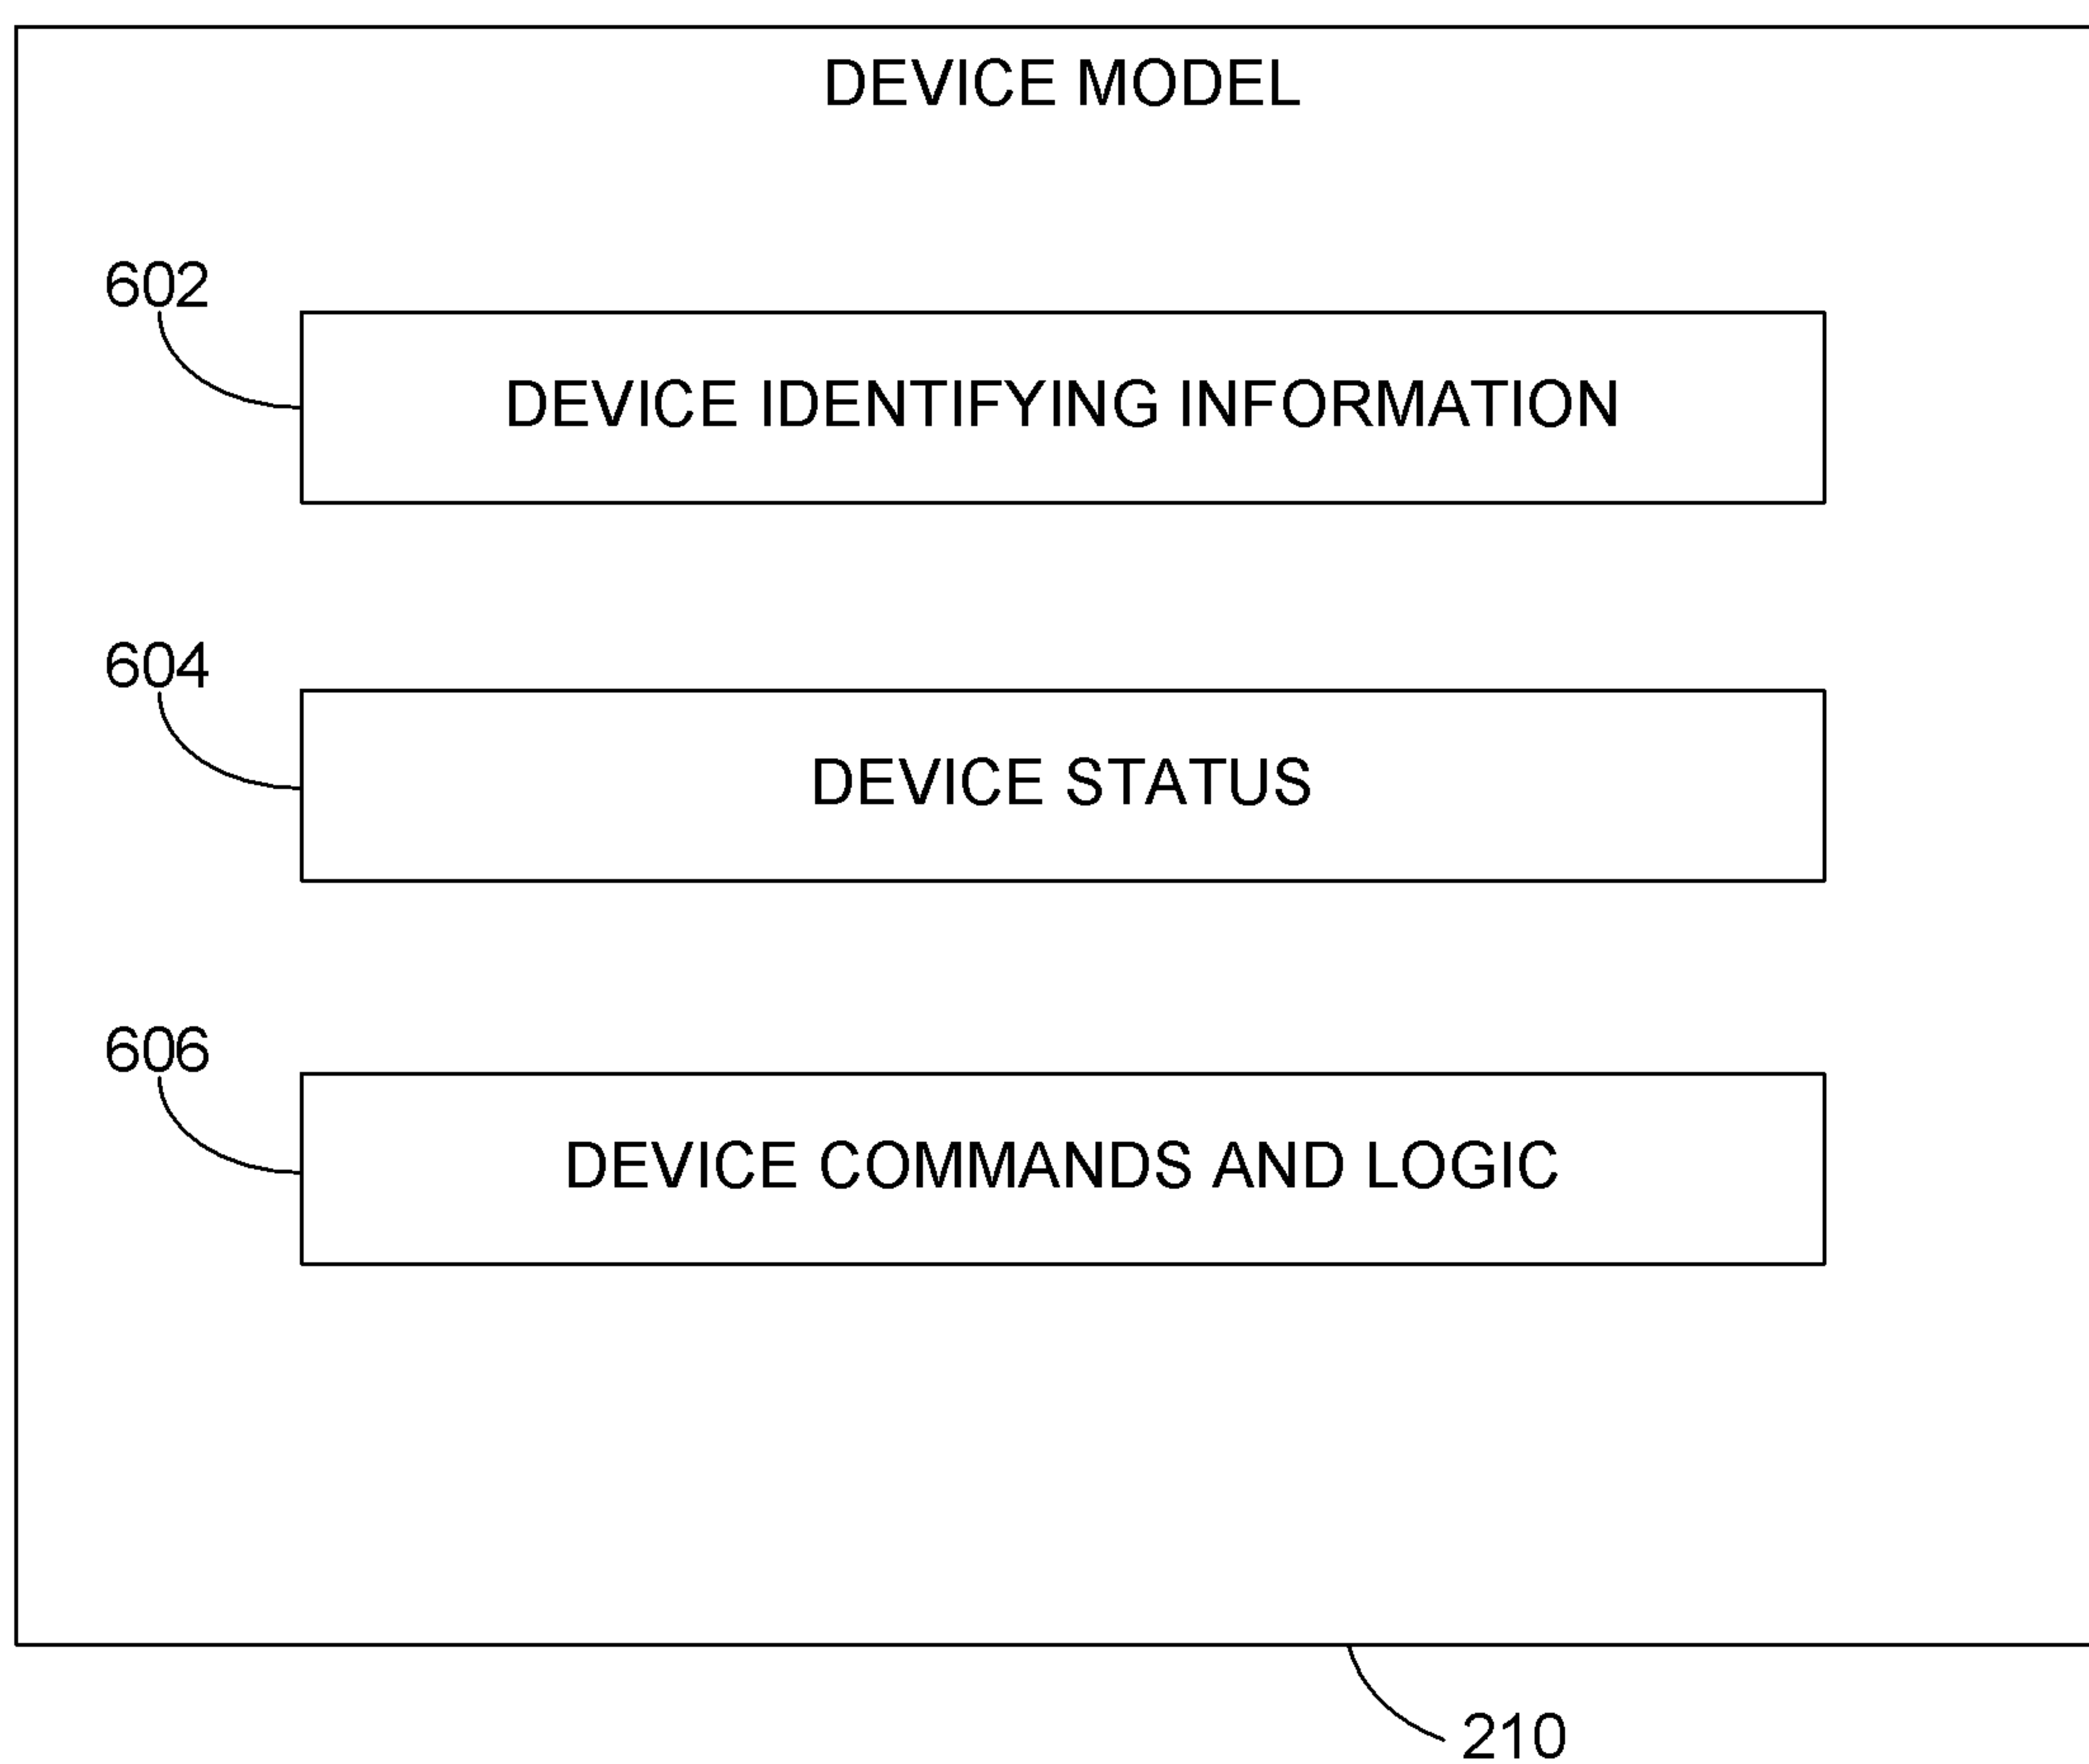 DEVICE MODEL
602
DEVICE IDENTIFYING INFORMATION
604
DEVICE STATUS
606
DEVICE COMMANDS AND LOGIC
210